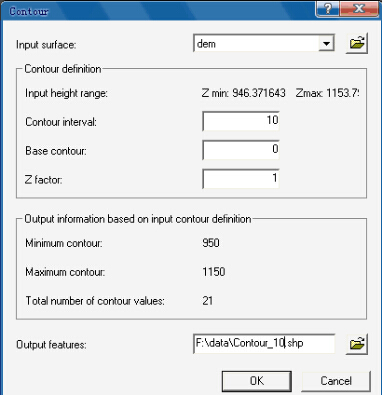 Contour
Input surface: dem
Contour definition
Input height range: Z min: 946.371643 Zmax: 1153.79
Contour interval: 10
Base contour: 0
Z factor: 1
Output information based on input contour definition
Minimum contour: 950
Maximum contour: 1150
Total number of contour values: 21
Output features: F:\data\Contour_10.shp
OK Cancel